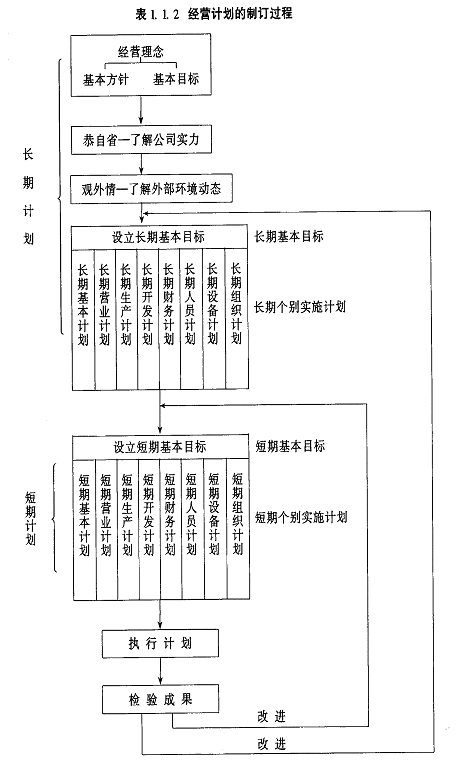 表1.1.2 经营计划的制订过程
经营理念
基本方针 基本目标
恭自省—了解公司实力
观外情—了解外部环境动态
长期计划
设立长期基本目标
长期基本目标
长期基本计划
长期营业计划
长期生产计划
长期开发计划
长期财务计划
长期人员计划
长期设备计划
长期组织计划
长期个别实施计划
设立短期基本目标
短期基本目标
短期计划
短期基本计划
短期营业计划
短期生产计划
短期开发计划
短期财务计划
短期人员计划
短期设备计划
短期组织计划
短期个别实施计划
执行计划
检验成果
改进
改进